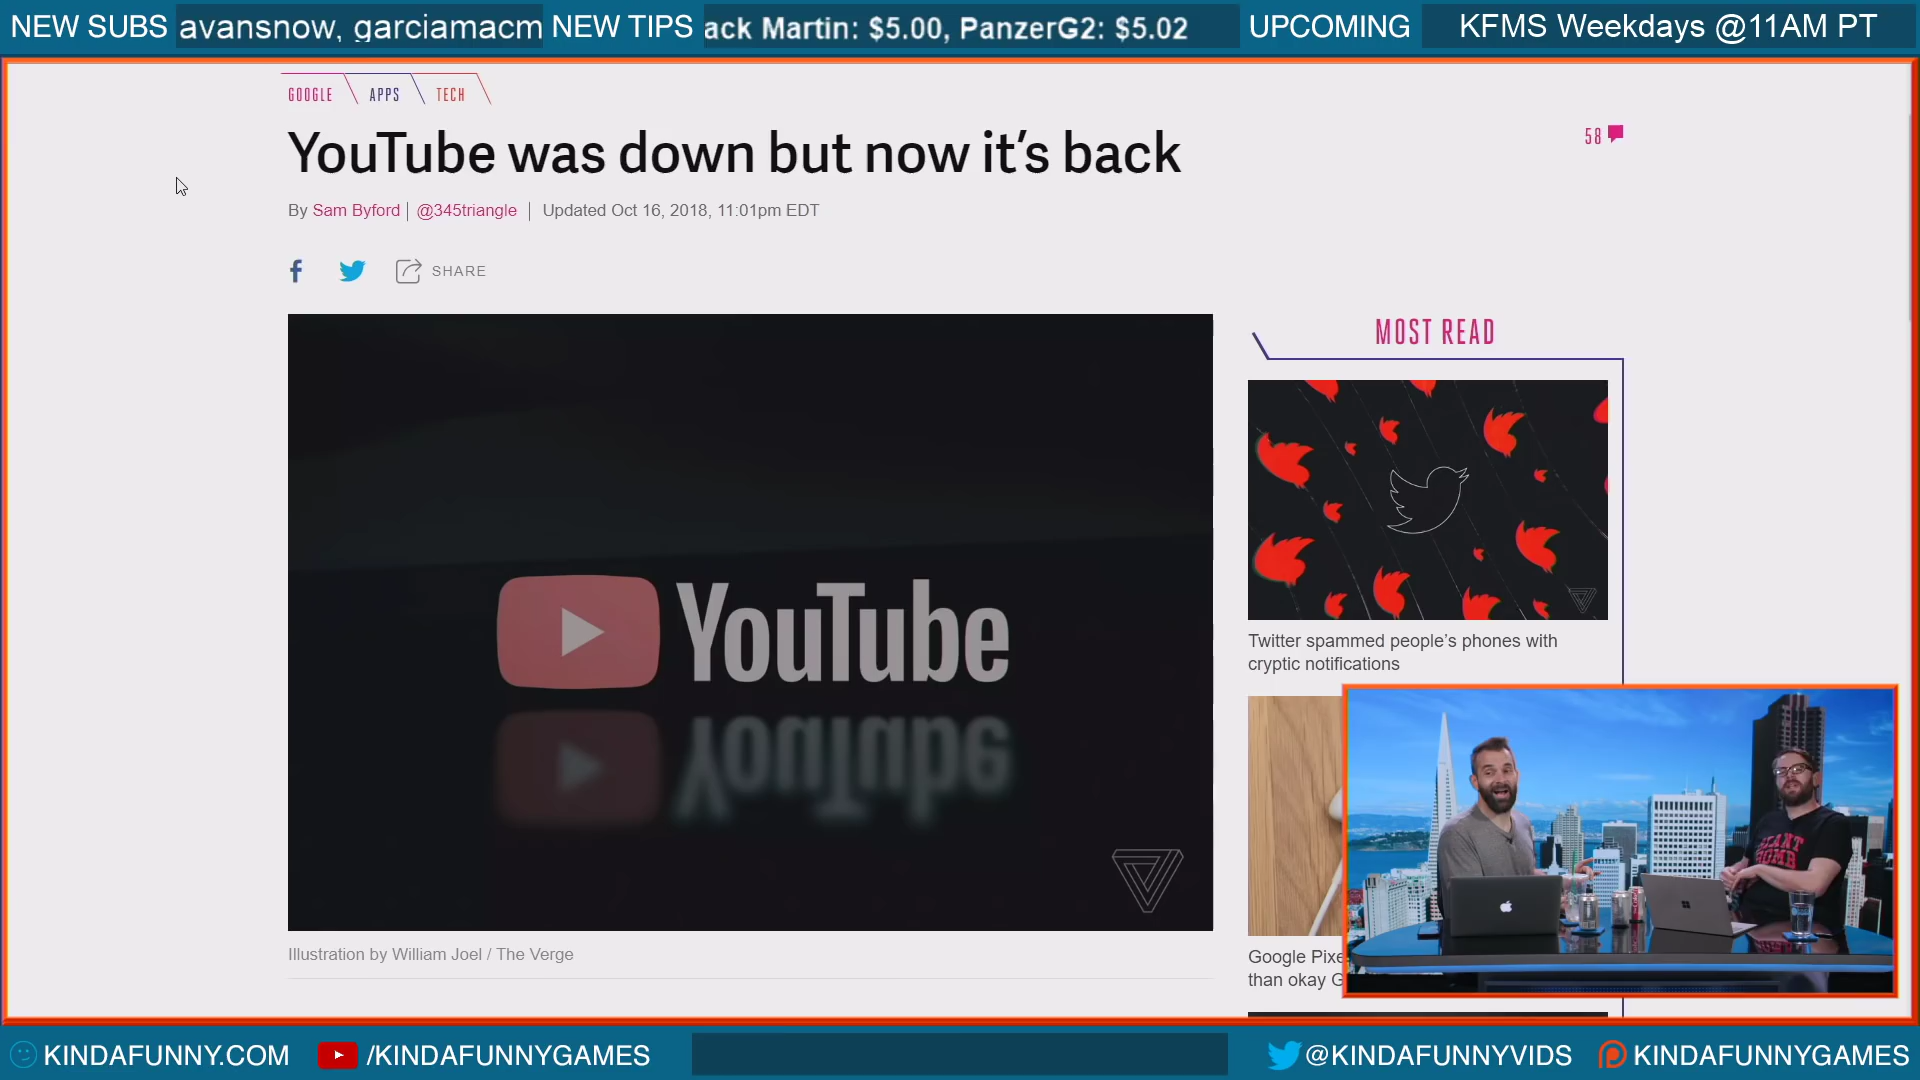 NEW SUBS
avansnow, garciamacm
NEW TIPS
ack Martin: $5.00, PanzerG2: $5.02
UPCOMING
KFMS Weekdays @11AM PT
GOOGLE
APPS
TECH
YouTube was down but now it's back
58
By Sam Byford | @345triangle | Updated Oct 16, 2018, 11:01pm EDT
SHARE
YouTube
MOST READ
Twitter spammed people's phones with
cryptic notifications
Google Pixe
than okay G
GIANT
BOMB
Illustration by William Joel / The Verge
KINDAFUNNY.COM
/KINDAFUNNYGAMES
@KINDAFUNNYVIDS
KINDAFUNNYGAMES